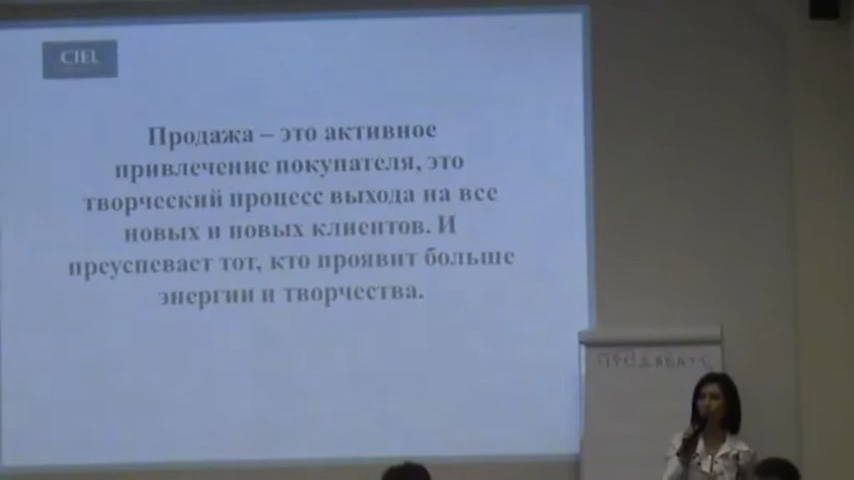 CIEL
Продажа – это активное
привлечение покупателя, это
творческий процесс выхода на все
новых и новых клиентов. И
преуспевает тот, кто проявит больше
энергии и творчества.
ПРОДАВАТЬ